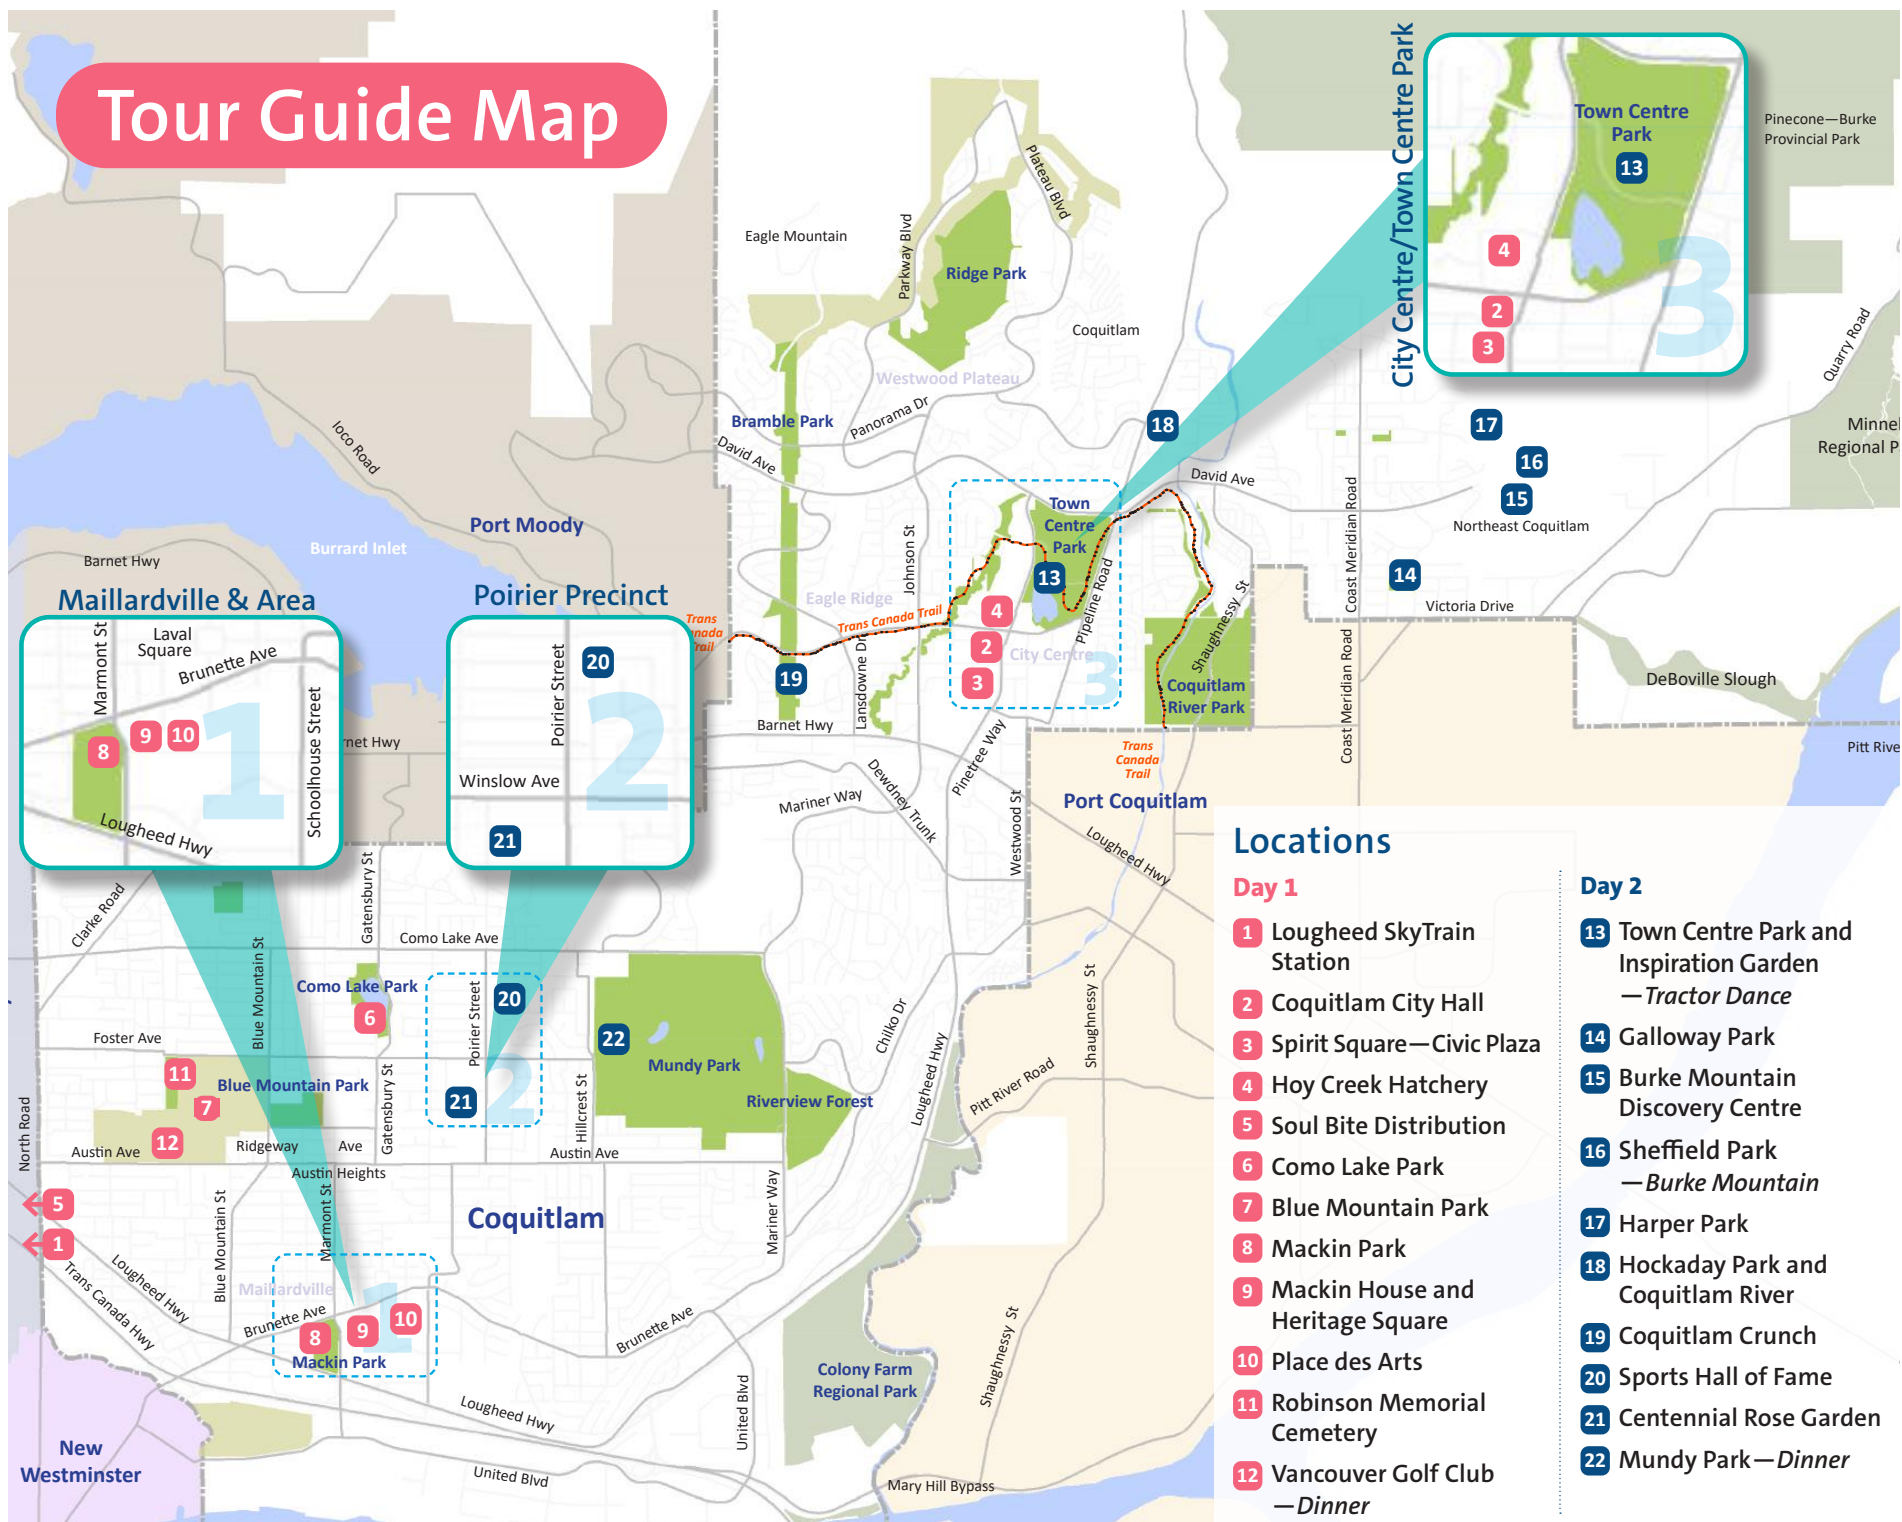 Tour Guide Map
City Centre/Town Centre Park
Town Centre
Park
13
4
2
3
3
Pinecone—Burke
Provincial Park
Eagle Mountain
Parkway Blvd
Plateau Blvd
Ridge Park
Coquitlam
Westwood Plateau
Bramble Park
Panorama Dr
David Ave
18
17
16
15
Northeast Coquitlam
14
Quarry Road
Regional P
Ioco Road
Port Moody
Burrard Inlet
Barnet Hwy
David Ave
Coast Meridian Road
Victoria Drive
Town
Centre
Park
13
Johnson St
Eagle Ridge
Trans Canada Trail
Trans
Trail
4
2
City Centre
3
3
Pipeline Road
Shaughnessy St
Coquitlam
River Park
19
Lansdowne Dr
Barnet Hwy
Coast Meridian Road
DeBoville Slough
Maillardville & Area
Marmont St
Laval
Square
Brunette Ave
Schoolhouse Street
8
9
10
1
Lougheed Hwy
Poirier Precinct
Poirier Street
20
2
Winslow Ave
21
Trans
Canada
Trail
Port Coquitlam
Pinetree Way
Dewdney Trunk
Mariner Way
Westwood St
Lougheed Hwy
Clarke Road
Gatensbury St
Como Lake Ave
Blue Mountain St
Como Lake Park
6
Poirier Street
20
2
21
Foster Ave
11
Blue Mountain Park
7
12
Gatensbury St
22
Mundy Park
Riverview Forest
Hillcrest St
Chilko Dr
Lougheed Hwy
Pitt River Road
Shaughnessy St
North Road
Austin Ave
Ridgeway
Ave
Austin Heights
Austin Ave
5
1
Blue Mountain St
Marmont St
Coquitlam
Mariner Way
Trans Canada Hwy
Lougheed Hwy
Maillardville
1
Brunette Ave
8
9
10
Mackin Park
Brunette Ave
Colony Farm
Regional Park
Shaughnessy St
Lougheed Hwy
United Blvd
United Blvd
New
Westminster
Mary Hill Bypass
Locations
Day 1
1 Lougheed SkyTrain
Station
2 Coquitlam City Hall
3 Spirit Square—Civic Plaza
4 Hoy Creek Hatchery
5 Soul Bite Distribution
6 Como Lake Park
7 Blue Mountain Park
8 Mackin Park
9 Mackin House and
Heritage Square
10 Place des Arts
11 Robinson Memorial
Cemetery
12 Vancouver Golf Club
—Dinner
Day 2
13 Town Centre Park and
Inspiration Garden
—Tractor Dance
14 Galloway Park
15 Burke Mountain
Discovery Centre
16 Sheffield Park
—Burke Mountain
17 Harper Park
18 Hockaday Park and
Coquitlam River
19 Coquitlam Crunch
20 Sports Hall of Fame
21 Centennial Rose Garden
22 Mundy Park—Dinner